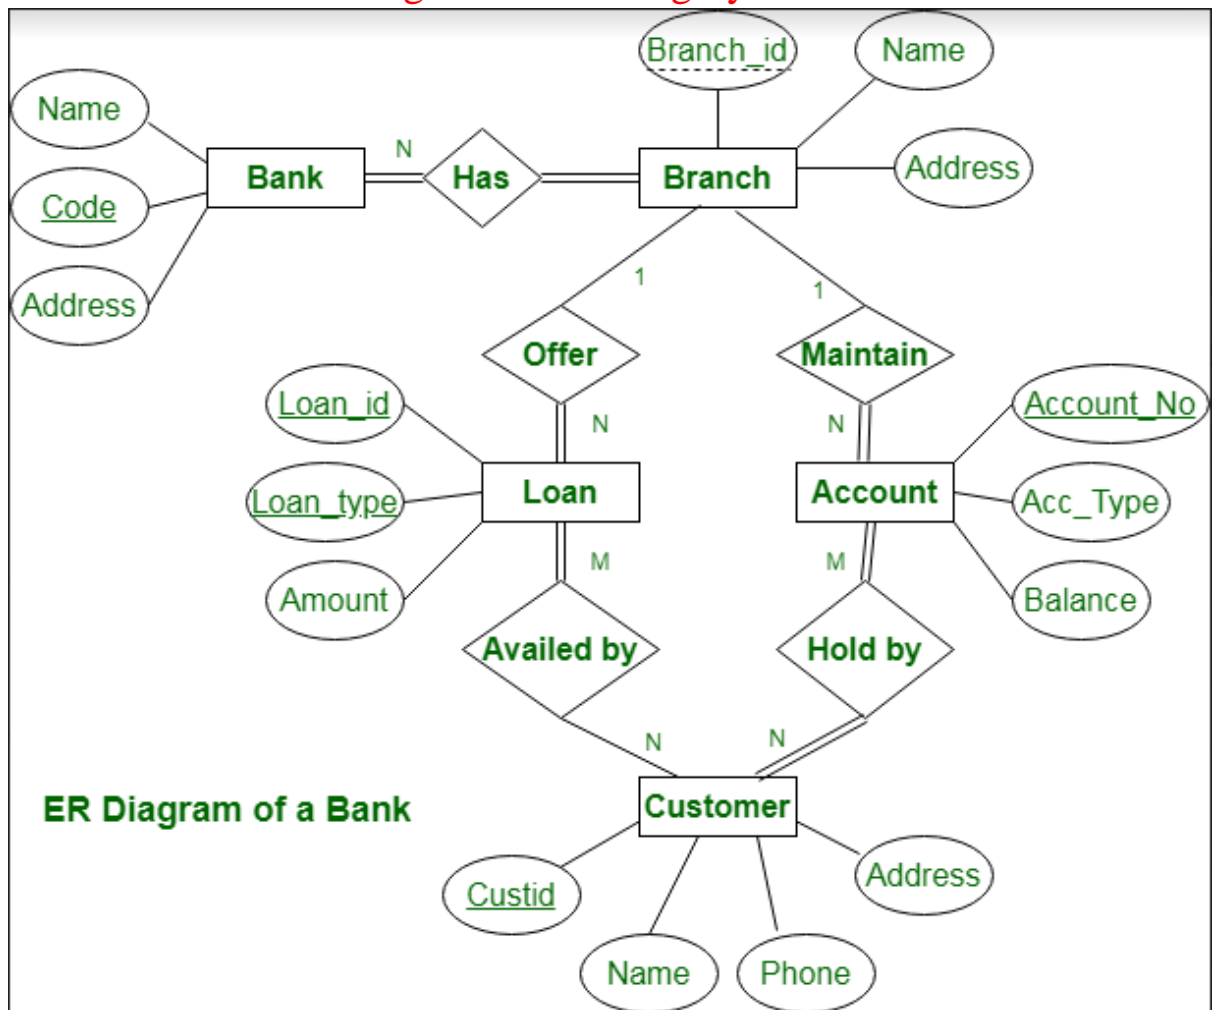 Branch_id
Name
Name
Bank
N
Has
Branch
Address
Code
Address
1
1
Offer
Maintain
Loan_id
N
N
Account_No
Loan_type
Loan
Account
Acc_Type
M
M
Amount
Balance
Availed by
Hold by
N
N
ER Diagram of a Bank
Customer
Custid
Address
Name
Phone